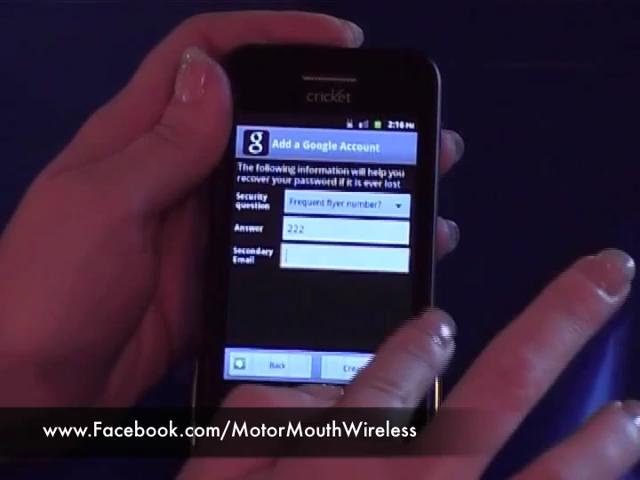 cricket
2:16 PM
g Add a Google Account
The following information will help you
recover your password if it is ever lost
Security
question
Frequent flyer number?
Answer
222
Secondary
Email
Back
www.Facebook.com/MotorMouthWireless